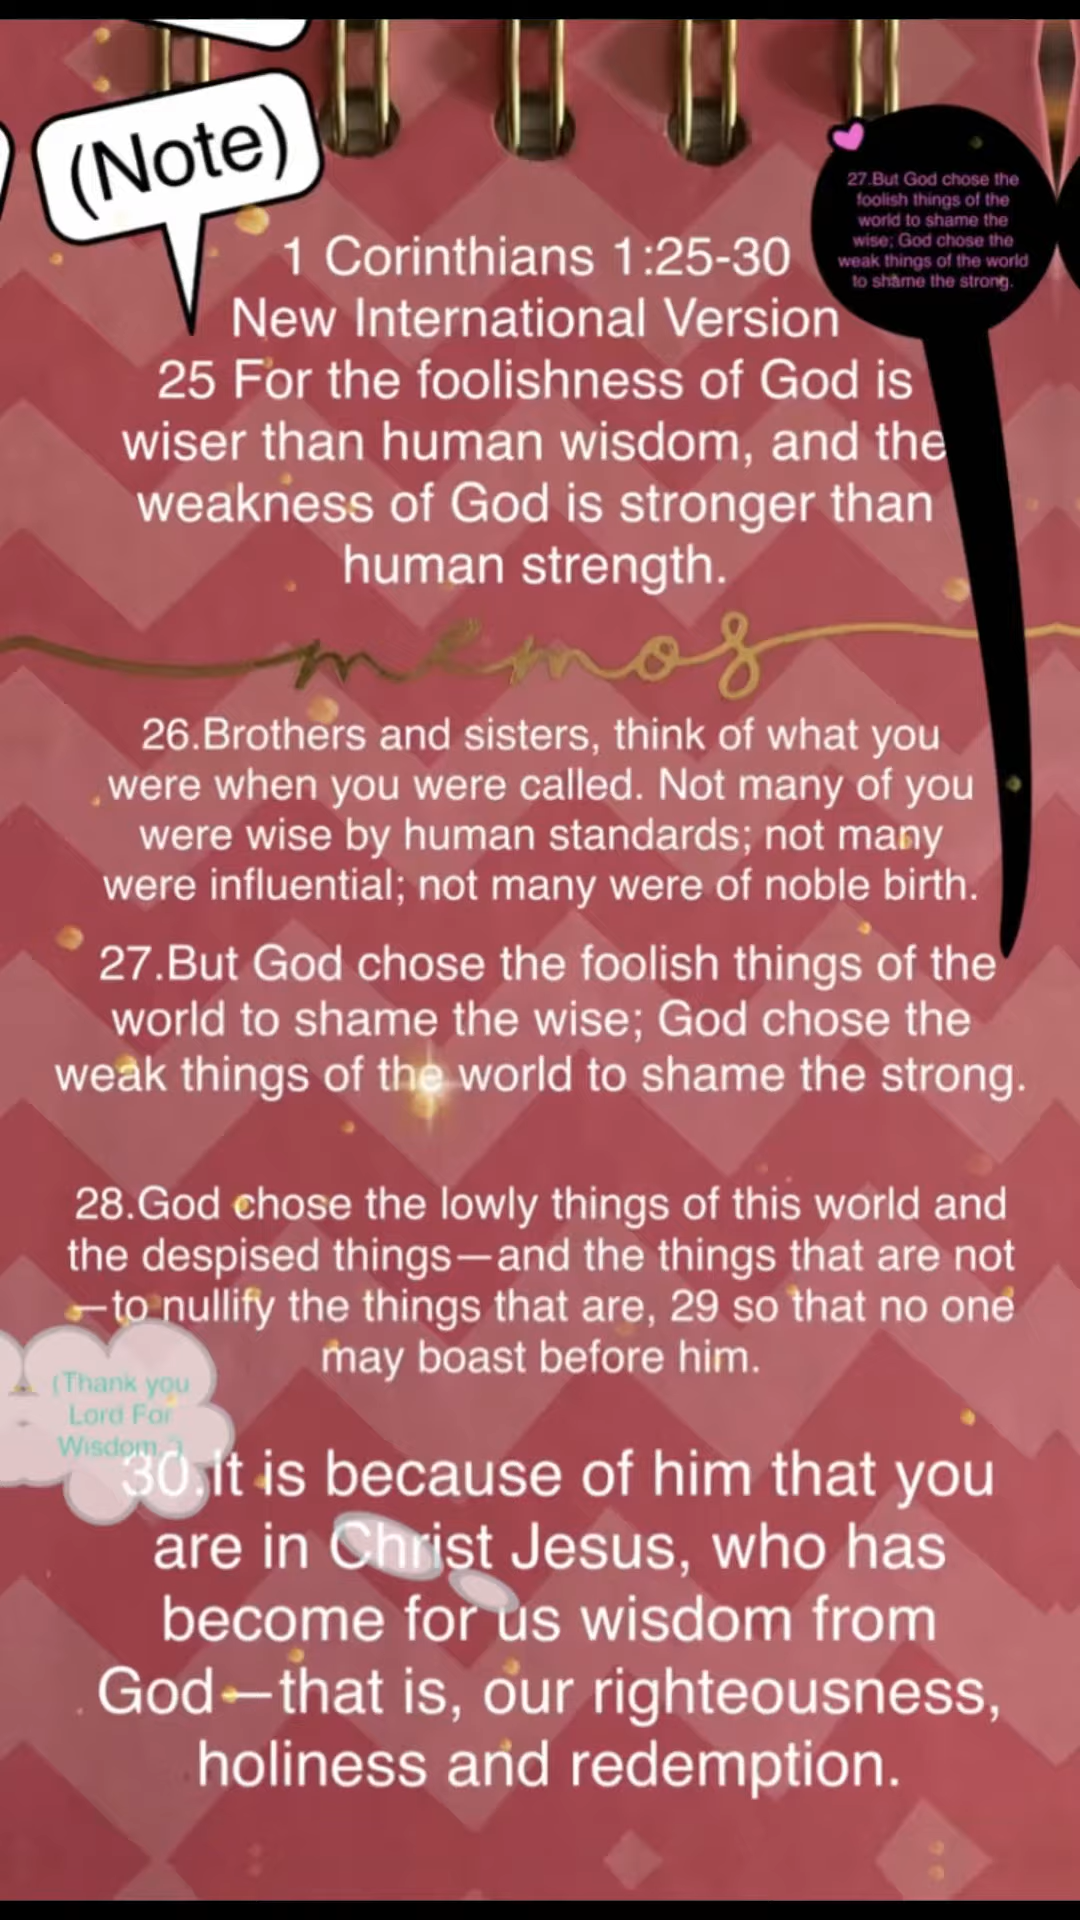 (Note)
27.But God chose the
foolish things of the
world to shame the
wise; God chose the
weak things of the world
to shame the strong.
1 Corinthians 1:25-30
New International Version
25 For the foolishness of God is
wiser than human wisdom, and the
weakness of God is stronger than
human strength.
memos
26.Brothers and sisters, think of what you
were when you were called. Not many of you
were wise by human standards; not many
were influential; not many were of noble birth.
27.But God chose the foolish things of the
world to shame the wise; God chose the
weak things of the world to shame the strong.
28.God chose the lowly things of this world and
the despised things—and the things that are not
—to nullify the things that are, 29 so that no one
may boast before him.
(Thank you
Lord For
Wisdom.)
30.It is because of him that you
are in Christ Jesus, who has
become for us wisdom from
God—that is, our righteousness,
holiness and redemption.